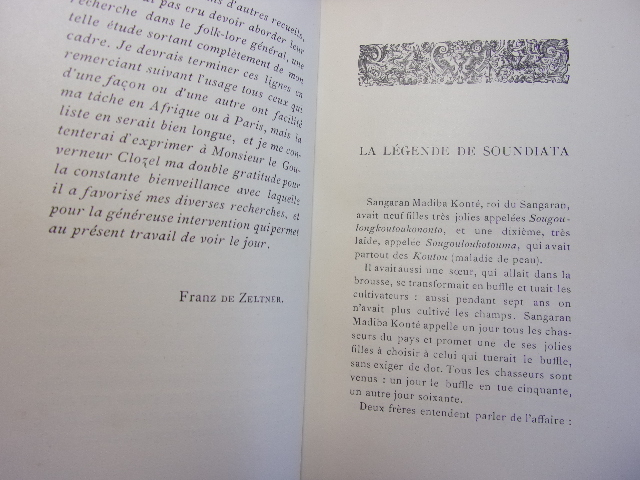 d'autres recueils,
pas cru devoir aborder leur
recherche dans le folk-lore général, une
telle étude sortant complètement de mon
cadre. Je devrais terminer ces lignes en
remerciant suivant l'usage tous ceux qui
d'une façon ou d'une autre ont facilité
ma tâche en Afrique ou à Paris, mais la
liste en serait bien longue, et je me con-
tenterai d'exprimer à Monsieur le Gou-
verneur Clozel ma double gratitude pour
la constante bienveillance avec laquelle
il a favorisé mes diverses recherches, et
pour la généreuse intervention qui permet
au présent travail de voir le jour.
Franz de Zeltner.
LA LÉGENDE DE SOUNDIATA
Sangaran Madiba Konté, roi du Sangaran,
avait neuf filles très jolies appelées Sougou-
longkoutoukononto, et une dixième, très
laide, appelée Sougouloukotouma, qui avait
partout des Koutou (maladie de peau).
Il avait aussi une sœur, qui allait dans la
brousse, se transformait en buffle et tuait les
cultivateurs : aussi pendant sept ans on
n'avait plus cultivé les champs. Sangaran
Madiba Konté appelle un jour tous les chas-
seurs du pays et promet une de ses jolies
filles à choisir à celui qui tuerait le buffle,
sans exiger de dot. Tous les chasseurs sont
venus : un jour le buffle en tue cinquante,
un autre jour soixante.
Deux frères entendent parler de l'affaire :